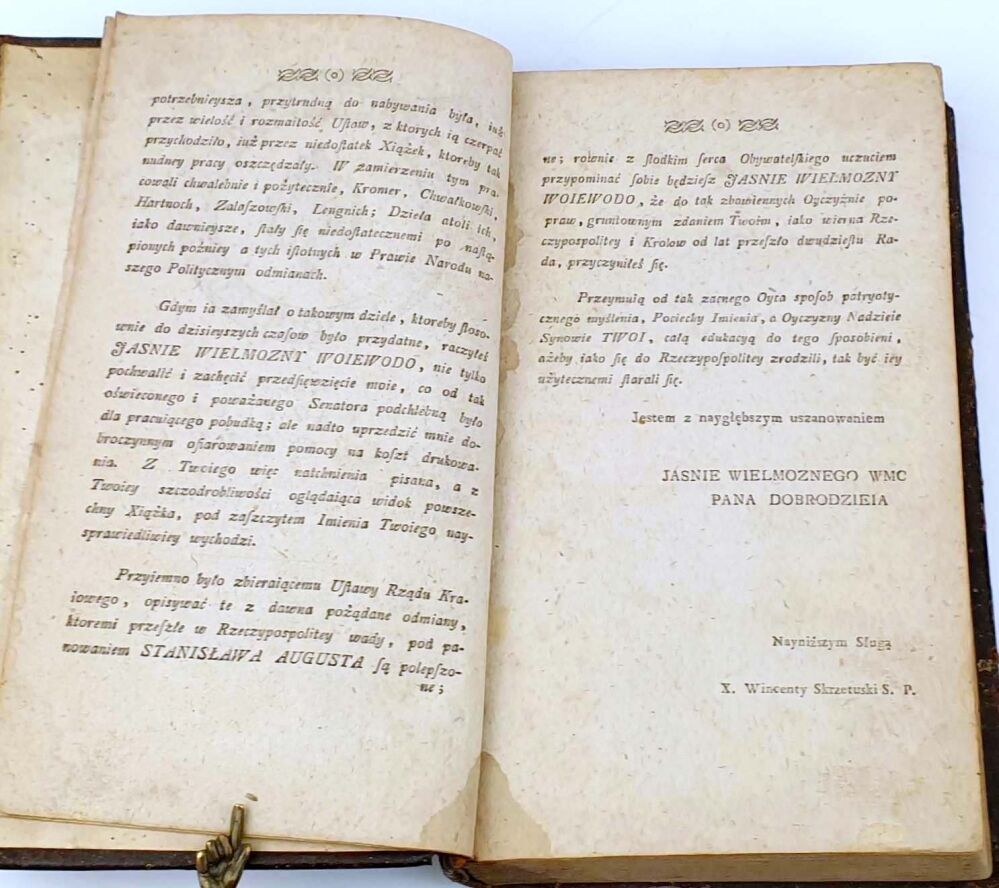 (o)
potrzebnieysza, przytrudną do nabywania była, iuż
przez wielość i rozmaitość Uſtaw, z ktorych ią czerpać
przychodziło, iuż przez niedoſtatek Xiążek, ktoreby tak
nudney pracy oszczędzały. W zamierzeniu tym pra-
cowali chwalebnie i pożytecznie, Kromer, Chwałkowſki,
Hartnoch, Zalaſzowſki, Lengnich; Dzieła atoli ich,
iako dawnieysze, ſtały ſię niedoſtatecznemi po naſtą-
pionych poźniey a tych iſtotnych w Prawie Narodu na-
szego Politycznym odmianach.
Gdym ia zamyślał o takowym dziele, ktoreby ſtoso-
wnie do dzisieyszych czaſow było przydatne, raczyłeś
JASNIE WIELMOZNY WOIEWODO, nie tylko
pochwalić i zachęcić przedſięwzięcie moie, co od tak
oświeconego i poważanego Senatora podchlebną było
dla pracuiącego pobudką; ale nadto uprzedzić mnie do-
broczynnym ofiarowaniem pomocy na koſzt drukowa-
nia. Z Twoiego więc natchnienia pisana, a z
Twoiey szczodrobliwości oglądaiąca widok powsze-
chny Xiążka, pod zaſzczytem Imienia Twoiego nay-
sprawiedliwiey wychodzi.
Przyiemno było zbieraiącemu Uſtawy Rządu Kra-
iowego, opisywać te z dawna pożądane odmiany,
ktoremi przeſzłe w Rzeczypospolitey wady, pod pa-
nowaniem STANISŁAWA AUGUSTA ſą polepſzo-
ne;
(o)
ne; rownie z ſłodkim ſerca Obywatelſkiego uczuciem
przypominać ſobie będzieſz JASNIE WIELMOZNY
WOIEWODO, że do tak zbawiennych Oyczyznie po-
praw, gruntownym zdaniem Twoim, iako wierna Rze-
czypospolitey i Krolow od lat przeſzło dwudzieſtu Ra-
da, przyczyniłeś ſię.
Przeymuią od tak zacnego Oyca ſposob patryoty-
cznego myślenia, Pociechy Imienia, a Oyczyzny Nadzieie
Synowie TWOI, całą edukacyą do tego ſposobieni,
ażeby iako ſię do Rzeczypoſpolitey zrodzili, tak być iey
użytecznemi ſtarali ſię.
Jestem z naygłębszym uszanowaniem
JASNIE WIELMOZNEGO WMC
PANA DOBRODZIEIA
Nayniższym Sługą
X. Wincenty Skrzetuski S. P.